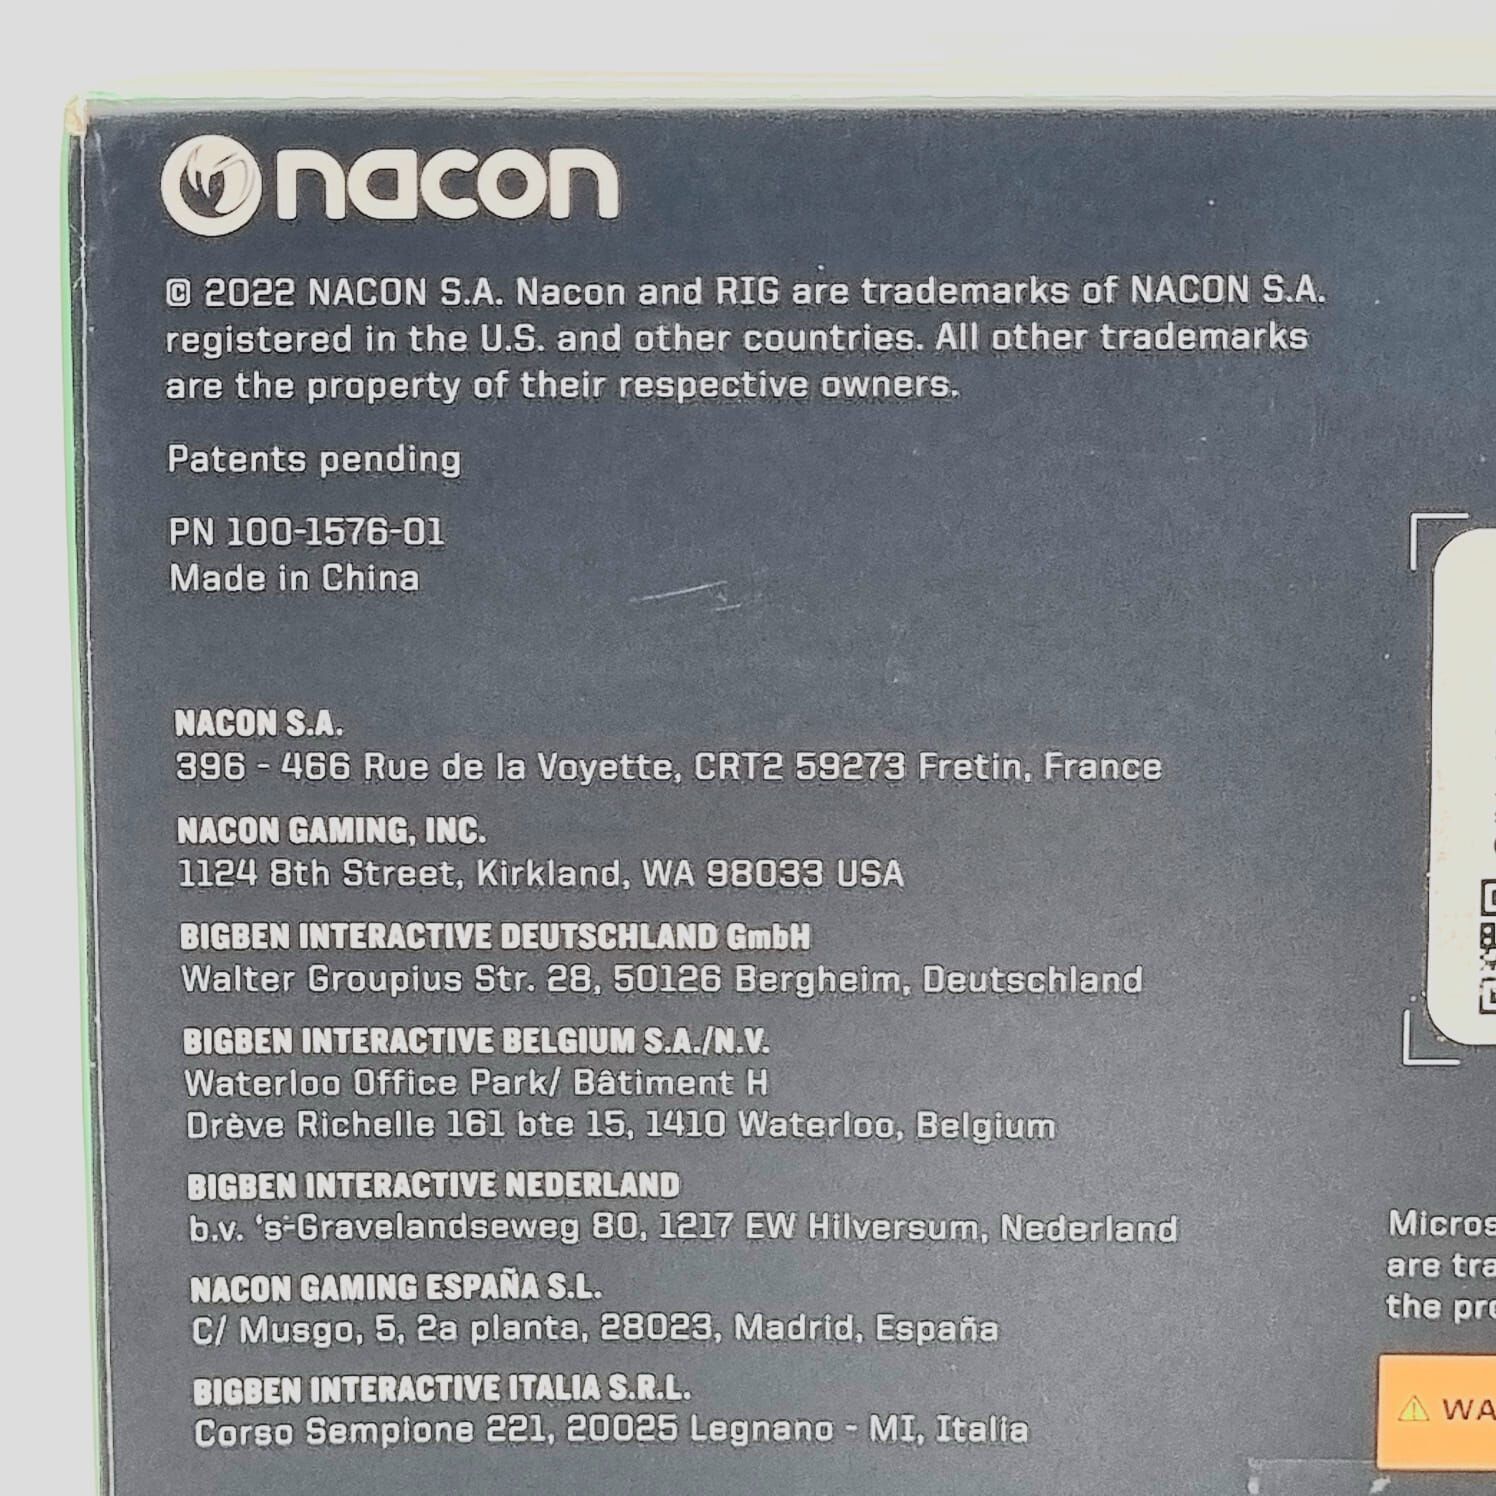 nacon
© 2022 NACON S.A. Nacon and RIG are trademarks of NACON S.A.
registered in the U.S. and other countries. All other trademarks
are the property of their respective owners.
Patents pending
PN 100-1576-01
Made in China
NACON S.A.
396 - 466 Rue de la Voyette, CRT2 59273 Fretin, France
NACON GAMING, INC.
1124 8th Street, Kirkland, WA 98033 USA
BIGBEN INTERACTIVE DEUTSCHLAND GmbH
Walter Groupius Str. 28, 50126 Bergheim, Deutschland
BIGBEN INTERACTIVE BELGIUM S.A./N.V.
Waterloo Office Park/ Bâtiment H
Drève Richelle 161 bte 15, 1410 Waterloo, Belgium
BIGBEN INTERACTIVE NEDERLAND
b.v. ‘s-Gravelandseweg 80, 1217 EW Hilversum, Nederland
NACON GAMING ESPAÑA S.L.
C/ Musgo, 5, 2a planta, 28023, Madrid, España
BIGBEN INTERACTIVE ITALIA S.R.L.
Corso Sempione 221, 20025 Legnano - MI, Italia
are
the